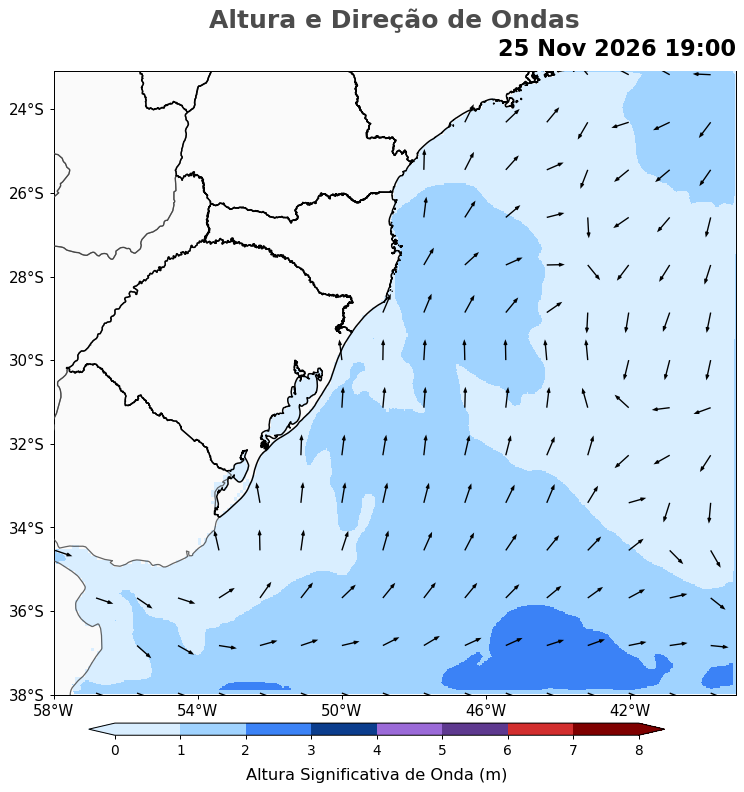 Altura e Direção de Ondas
25 Nov 2026 19:00
24°S
26°S
28°S
30°S
32°S
34°S
36°S
38°S
58°W 54°W 50°W 46°W 42°W
0 1 2 3 4 5 6 7 8
Altura Significativa de Onda (m)